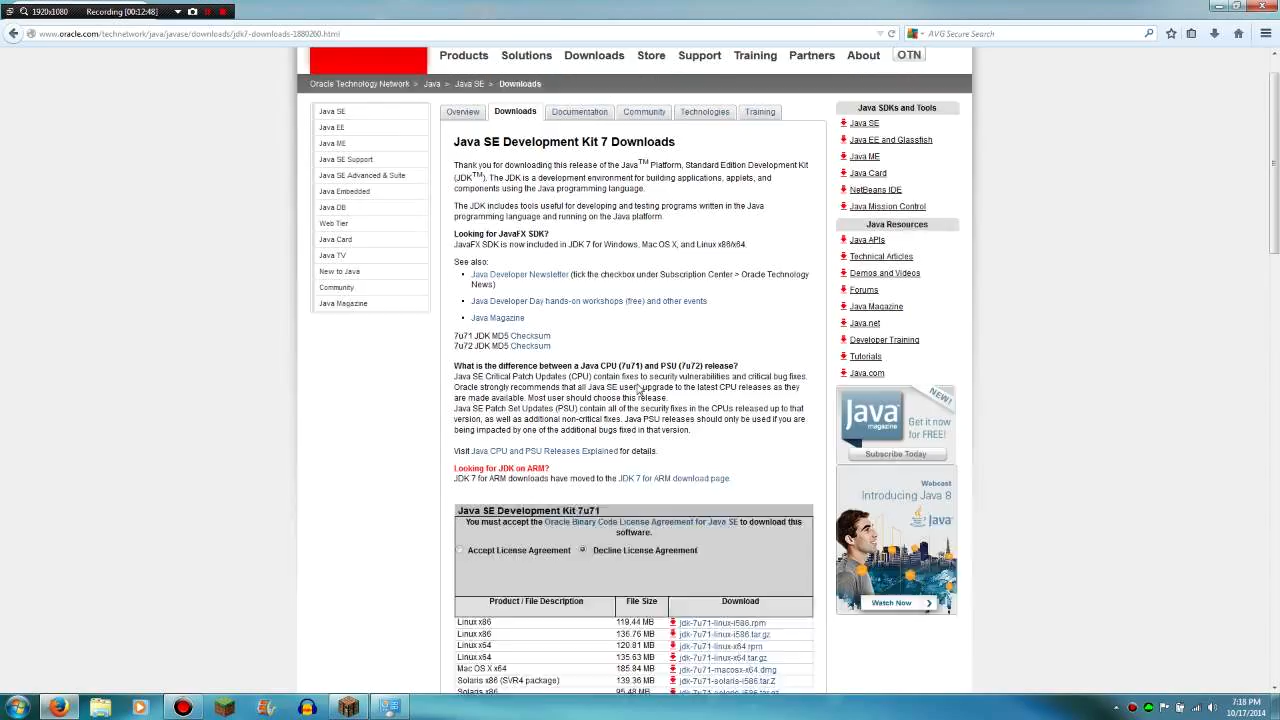 1920x1080 Recording [00:12:48]
www.oracle.com/technetwork/java/javase/downloads/jdk7-downloads-1880260.html
AVG Secure Search
Products Solutions Downloads Store Support Training Partners About OTN
Oracle Technology Network > Java > Java SE > Downloads
Java SE
Java EE
Java ME
Java SE Support
Java SE Advanced & Suite
Java Embedded
Java DB
Web Tier
Java Card
Java TV
New to Java
Community
Java Magazine
Overview Downloads Documentation Community Technologies Training
Java SE Development Kit 7 Downloads
Thank you for downloading this release of the Java™ Platform, Standard Edition Development Kit
(JDK™). The JDK is a development environment for building applications, applets, and
components using the Java programming language.
The JDK includes tools useful for developing and testing programs written in the Java
programming language and running on the Java platform.
Looking for JavaFX SDK?
JavaFX SDK is now included in JDK 7 for Windows, Mac OS X, and Linux x86/x64.
See also:
Java Developer Newsletter (tick the checkbox under Subscription Center > Oracle Technology
News)
Java Developer Day hands-on workshops (free) and other events
Java Magazine
7u71 JDK MD5 Checksum
7u72 JDK MD5 Checksum
What is the difference between a Java CPU (7u71) and PSU (7u72) release?
Java SE Critical Patch Updates (CPU) contain fixes to security vulnerabilities and critical bug fixes.
Oracle strongly recommends that all Java SE users upgrade to the latest CPU releases as they
are made available. Most user should choose this release.
Java SE Patch Set Updates (PSU) contain all of the security fixes in the CPUs released up to that
version, as well as additional non-critical fixes. Java PSU releases should only be used if you are
being impacted by one of the additional bugs fixed in that version.
Visit Java CPU and PSU Releases Explained for details.
Looking for JDK on ARM?
JDK 7 for ARM downloads have moved to the JDK 7 for ARM download page.
Java SE Development Kit 7u71
You must accept the Oracle Binary Code License Agreement for Java SE to download this
software.
Accept License Agreement Decline License Agreement
Product / File Description File Size Download
Linux x86 119.44 MB jdk-7u71-linux-i586.rpm
Linux x86 136.76 MB jdk-7u71-linux-i586.tar.gz
Linux x64 120.81 MB jdk-7u71-linux-x64.rpm
Linux x64 135.63 MB jdk-7u71-linux-x64.tar.gz
Mac OS X x64 185.84 MB jdk-7u71-macosx-x64.dmg
Solaris x86 (SVR4 package) 139.36 MB jdk-7u71-solaris-i586.tar.Z
Solaris x86 95.48 MB jdk-7u71-solaris-i586.tar.gz
Java SDKs and Tools
Java SE
Java EE and Glassfish
Java ME
Java Card
NetBeans IDE
Java Mission Control
Java Resources
Java APIs
Technical Articles
Demos and Videos
Forums
Java Magazine
Java.net
Developer Training
Tutorials
Java.com
NEW!
Java magazine
Get it now
for FREE!
Subscribe Today
Webcast
Introducing Java 8
Java
Watch Now
7:18 PM
10/17/2014